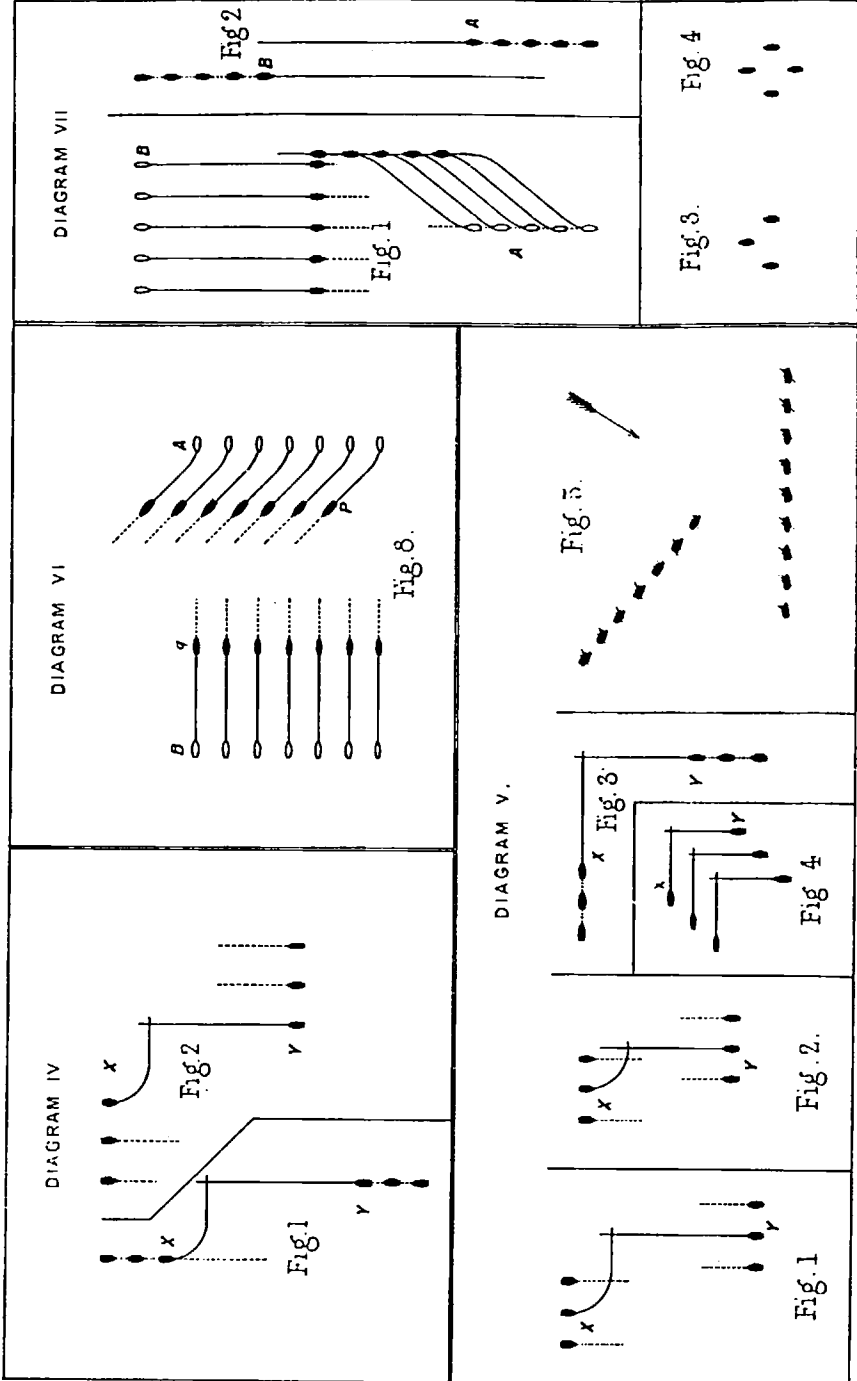 DIAGRAM IV
X
Y
Fig.1
X
Y
Fig.2
DIAGRAM V.
X
Y
Fig. 1
X
Y
Fig. 2.
X
Y
Fig. 3
X
Y
Fig 4
Fig. 5.
DIAGRAM VI
B
q
A
P
Fig. 8.
DIAGRAM VII
B
A
Fig. 1
B
A
Fig 2
Fig. 3.
Fig. 4